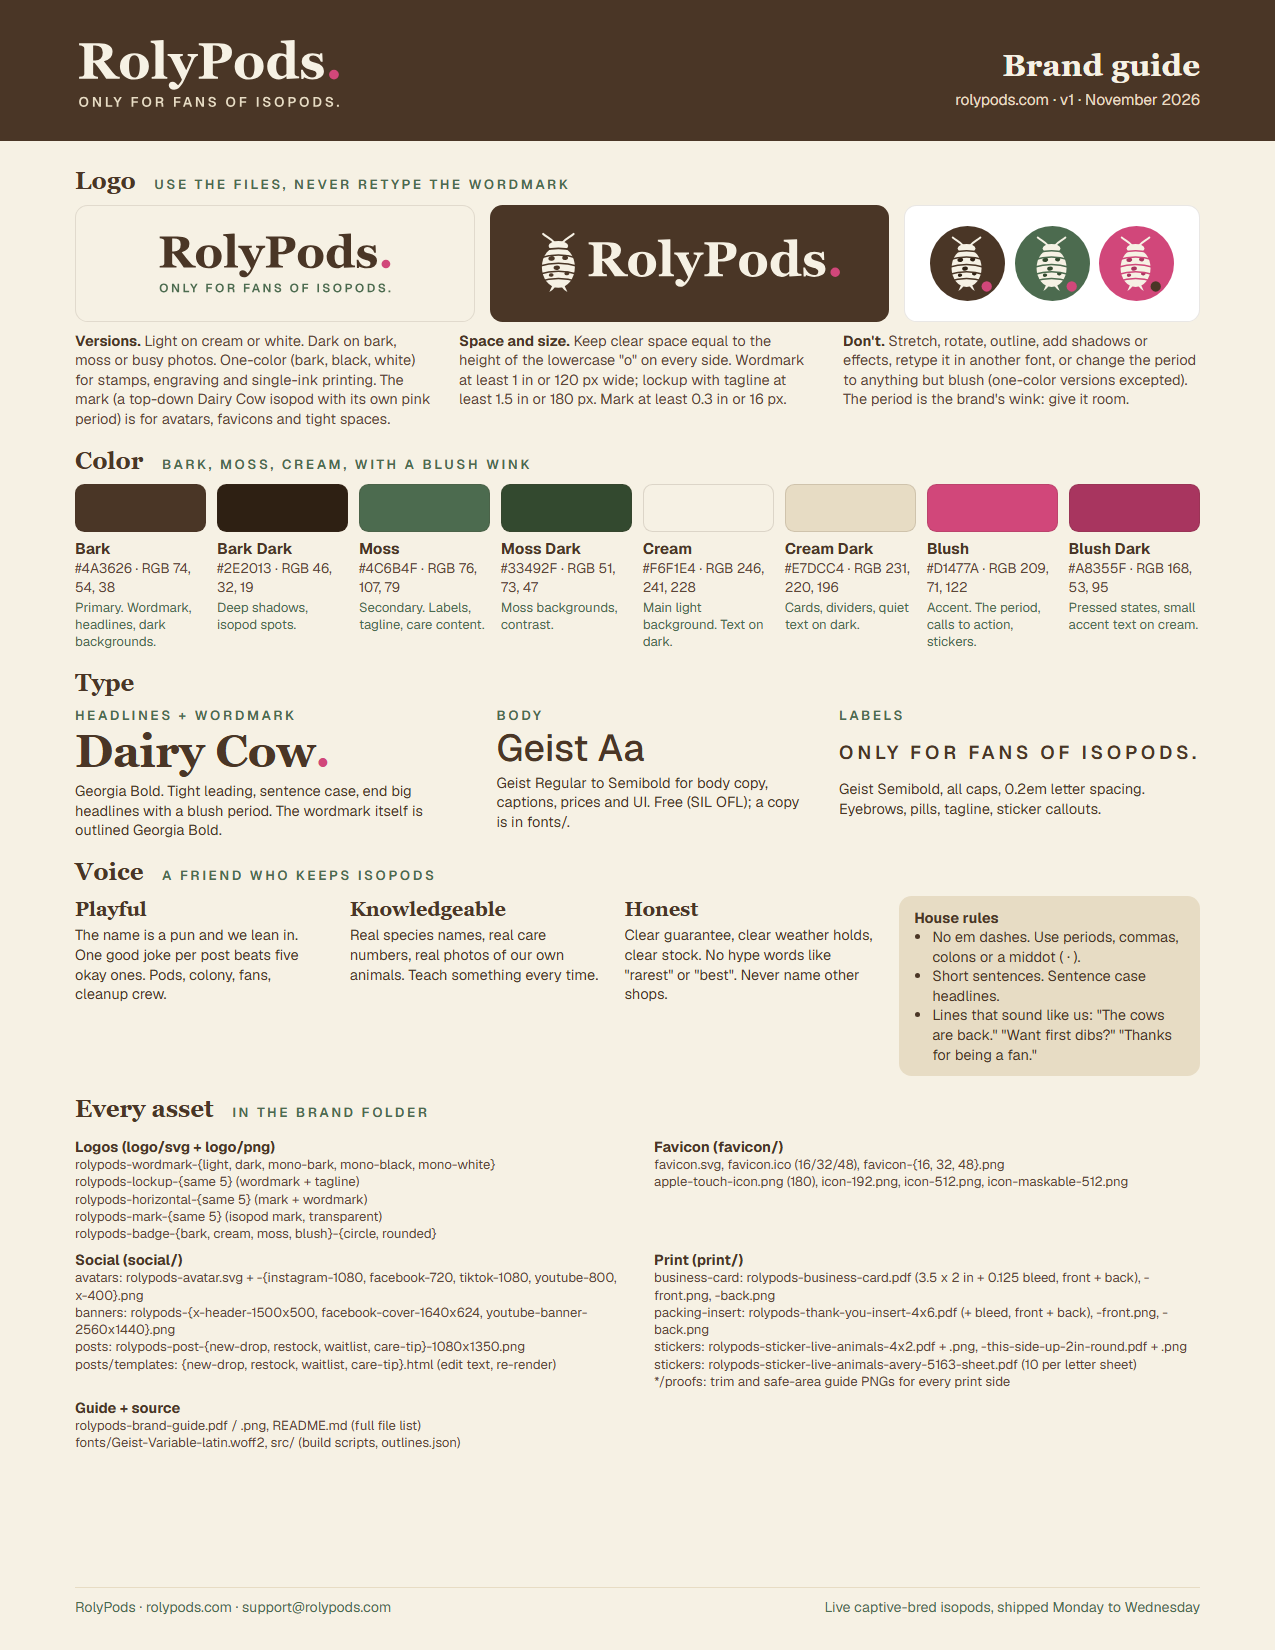 RolyPods.
ONLY FOR FANS OF ISOPODS.
Brand guide
rolypods.com · v1 · November 2026
Logo USE THE FILES, NEVER RETYPE THE WORDMARK
RolyPods.
ONLY FOR FANS OF ISOPODS.
RolyPods.
Versions. Light on cream or white. Dark on bark,
moss or busy photos. One-color (bark, black, white)
for stamps, engraving and single-ink printing. The
mark (a top-down Dairy Cow isopod with its own pink
period) is for avatars, favicons and tight spaces.
Space and size. Keep clear space equal to the
height of the lowercase "o" on every side. Wordmark
at least 1 in or 120 px wide; lockup with tagline at
least 1.5 in or 180 px. Mark at least 0.3 in or 16 px.
Don't. Stretch, rotate, outline, add shadows or
effects, retype it in another font, or change the period
to anything but blush (one-color versions excepted).
The period is the brand's wink: give it room.
Color BARK, MOSS, CREAM, WITH A BLUSH WINK
Bark
#4A3626 · RGB 74,
54, 38
Primary. Wordmark,
headlines, dark
backgrounds.
Bark Dark
#2E2013 · RGB 46,
32, 19
Deep shadows,
isopod spots.
Moss
#4C6B4F · RGB 76,
107, 79
Secondary. Labels,
tagline, care content.
Moss Dark
#33492F · RGB 51,
73, 47
Moss backgrounds,
contrast.
Cream
#F6F1E4 · RGB 246,
241, 228
Main light
background. Text on
dark.
Cream Dark
#E7DCC4 · RGB 231,
220, 196
Cards, dividers, quiet
text on dark.
Blush
#D1477A · RGB 209,
71, 122
Accent. The period,
calls to action,
stickers.
Blush Dark
#A8355F · RGB 168,
53, 95
Pressed states, small
accent text on cream.
Type
HEADLINES + WORDMARK
Dairy Cow.
Georgia Bold. Tight leading, sentence case, end big
headlines with a blush period. The wordmark itself is
outlined Georgia Bold.
BODY
Geist Aa
Geist Regular to Semibold for body copy,
captions, prices and UI. Free (SIL OFL); a copy
is in fonts/.
LABELS
ONLY FOR FANS OF ISOPODS.
Geist Semibold, all caps, 0.2em letter spacing.
Eyebrows, pills, tagline, sticker callouts.
Voice A FRIEND WHO KEEPS ISOPODS
Playful
The name is a pun and we lean in.
One good joke per post beats five
okay ones. Pods, colony, fans,
cleanup crew.
Knowledgeable
Real species names, real care
numbers, real photos of our own
animals. Teach something every time.
Honest
Clear guarantee, clear weather holds,
clear stock. No hype words like
"rarest" or "best". Never name other
shops.
House rules
• No em dashes. Use periods, commas,
colons or a middot ( · ).
• Short sentences. Sentence case
headlines.
• Lines that sound like us: "The cows
are back." "Want first dibs?" "Thanks
for being a fan."
Every asset IN THE BRAND FOLDER
Logos (logo/svg + logo/png)
rolypods-wordmark-{light, dark, mono-bark, mono-black, mono-white}
rolypods-lockup-{same 5} (wordmark + tagline)
rolypods-horizontal-{same 5} (mark + wordmark)
rolypods-mark-{same 5} (isopod mark, transparent)
rolypods-badge-{bark, cream, moss, blush}-{circle, rounded}
Favicon (favicon/)
favicon.svg, favicon.ico (16/32/48), favicon-{16, 32, 48}.png
apple-touch-icon.png (180), icon-192.png, icon-512.png, icon-maskable-512.png
Social (social/)
avatars: rolypods-avatar.svg + -{instagram-1080, facebook-720, tiktok-1080, youtube-800,
x-400}.png
banners: rolypods-{x-header-1500x500, facebook-cover-1640x624, youtube-banner-
2560x1440}.png
posts: rolypods-post-{new-drop, restock, waitlist, care-tip}-1080x1350.png
posts/templates: {new-drop, restock, waitlist, care-tip}.html (edit text, re-render)
Print (print/)
business-card: rolypods-business-card.pdf (3.5 x 2 in + 0.125 bleed, front + back), -
front.png, -back.png
packing-insert: rolypods-thank-you-insert-4x6.pdf (+ bleed, front + back), -front.png, -
back.png
stickers: rolypods-sticker-live-animals-4x2.pdf + .png, -this-side-up-2in-round.pdf + .png
stickers: rolypods-sticker-live-animals-avery-5163-sheet.pdf (10 per letter sheet)
*/proofs: trim and safe-area guide PNGs for every print side
Guide + source
rolypods-brand-guide.pdf / .png, README.md (full file list)
fonts/Geist-Variable-latin.woff2, src/ (build scripts, outlines.json)
RolyPods · rolypods.com · support@rolypods.com
Live captive-bred isopods, shipped Monday to Wednesday